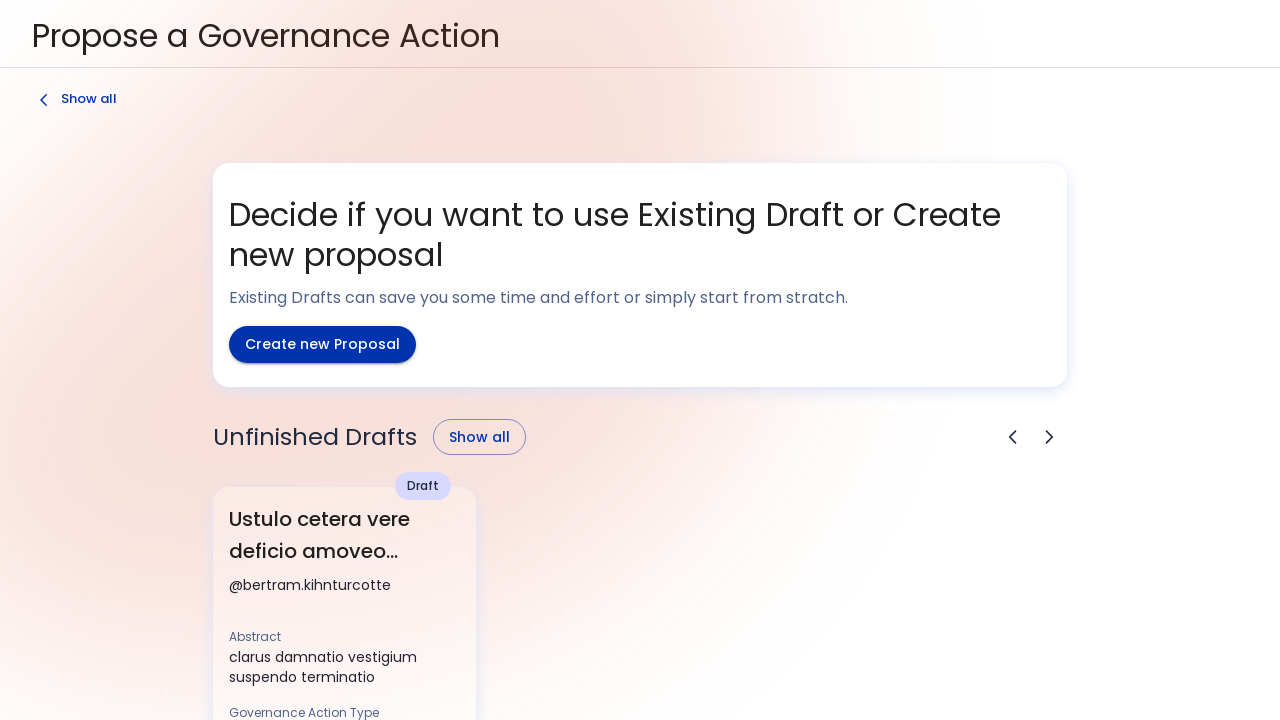 Propose a Governance Action
Show all
Decide if you want to use Existing Draft or Create
new proposal
Existing Drafts can save you some time and effort or simply start from stratch.
Create new Proposal
Unfinished Drafts
Show all
Draft
Ustulo cetera vere
deficio amoveo...
@bertram.kihnturcotte
Abstract
clarus damnatio vestigium
suspendo terminatio
Governance Action Type